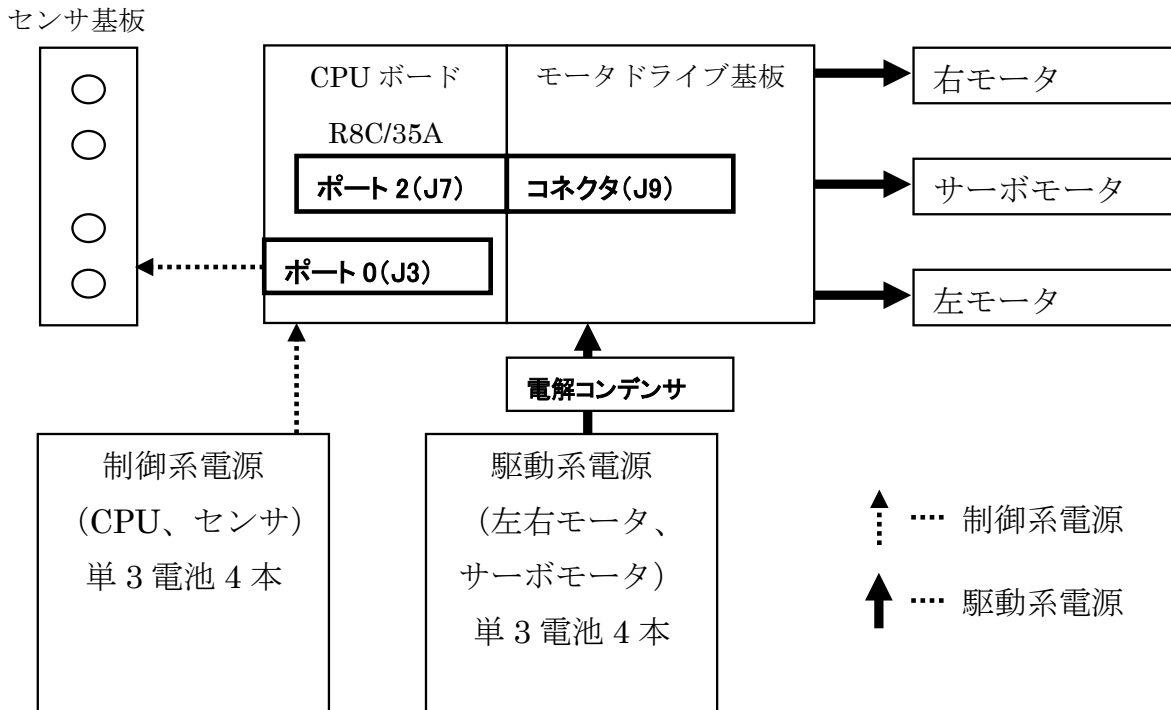 センサ基板
CPU ボード
R8C/35A
モータドライブ基板
ポート 2(J7)
コネクタ(J9)
ポート 0(J3)
右モータ
サーボモータ
左モータ
電解コンデンサ
制御系電源
(CPU、センサ)
単 3 電池 4 本
駆動系電源
(左右モータ、
サーボモータ)
単 3 電池 4 本
···· 制御系電源
···· 駆動系電源